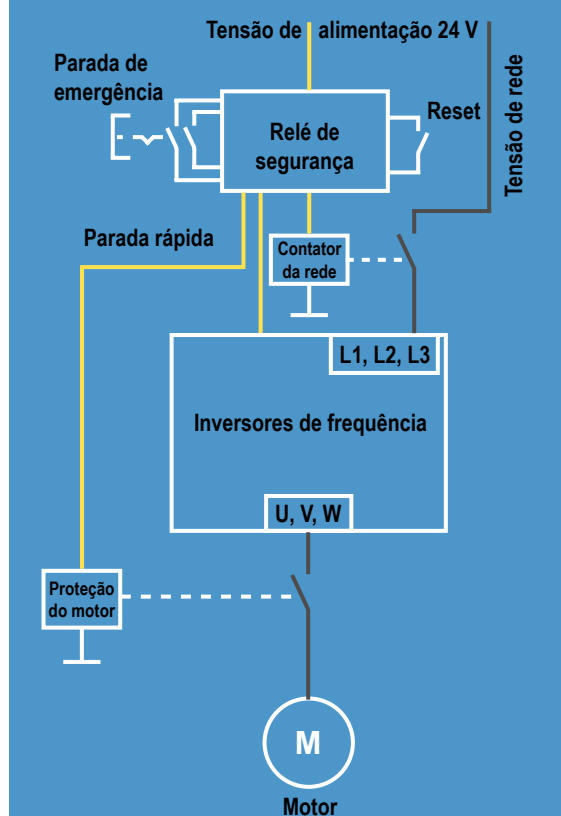 Tensão de alimentação 24 V
Parada de
emergência
Relé de
segurança
Reset
Tensão de rede
Parada rápida
Contator
da rede
L1, L2, L3
Inversores de frequência
U, V, W
Proteção
do motor
M
Motor